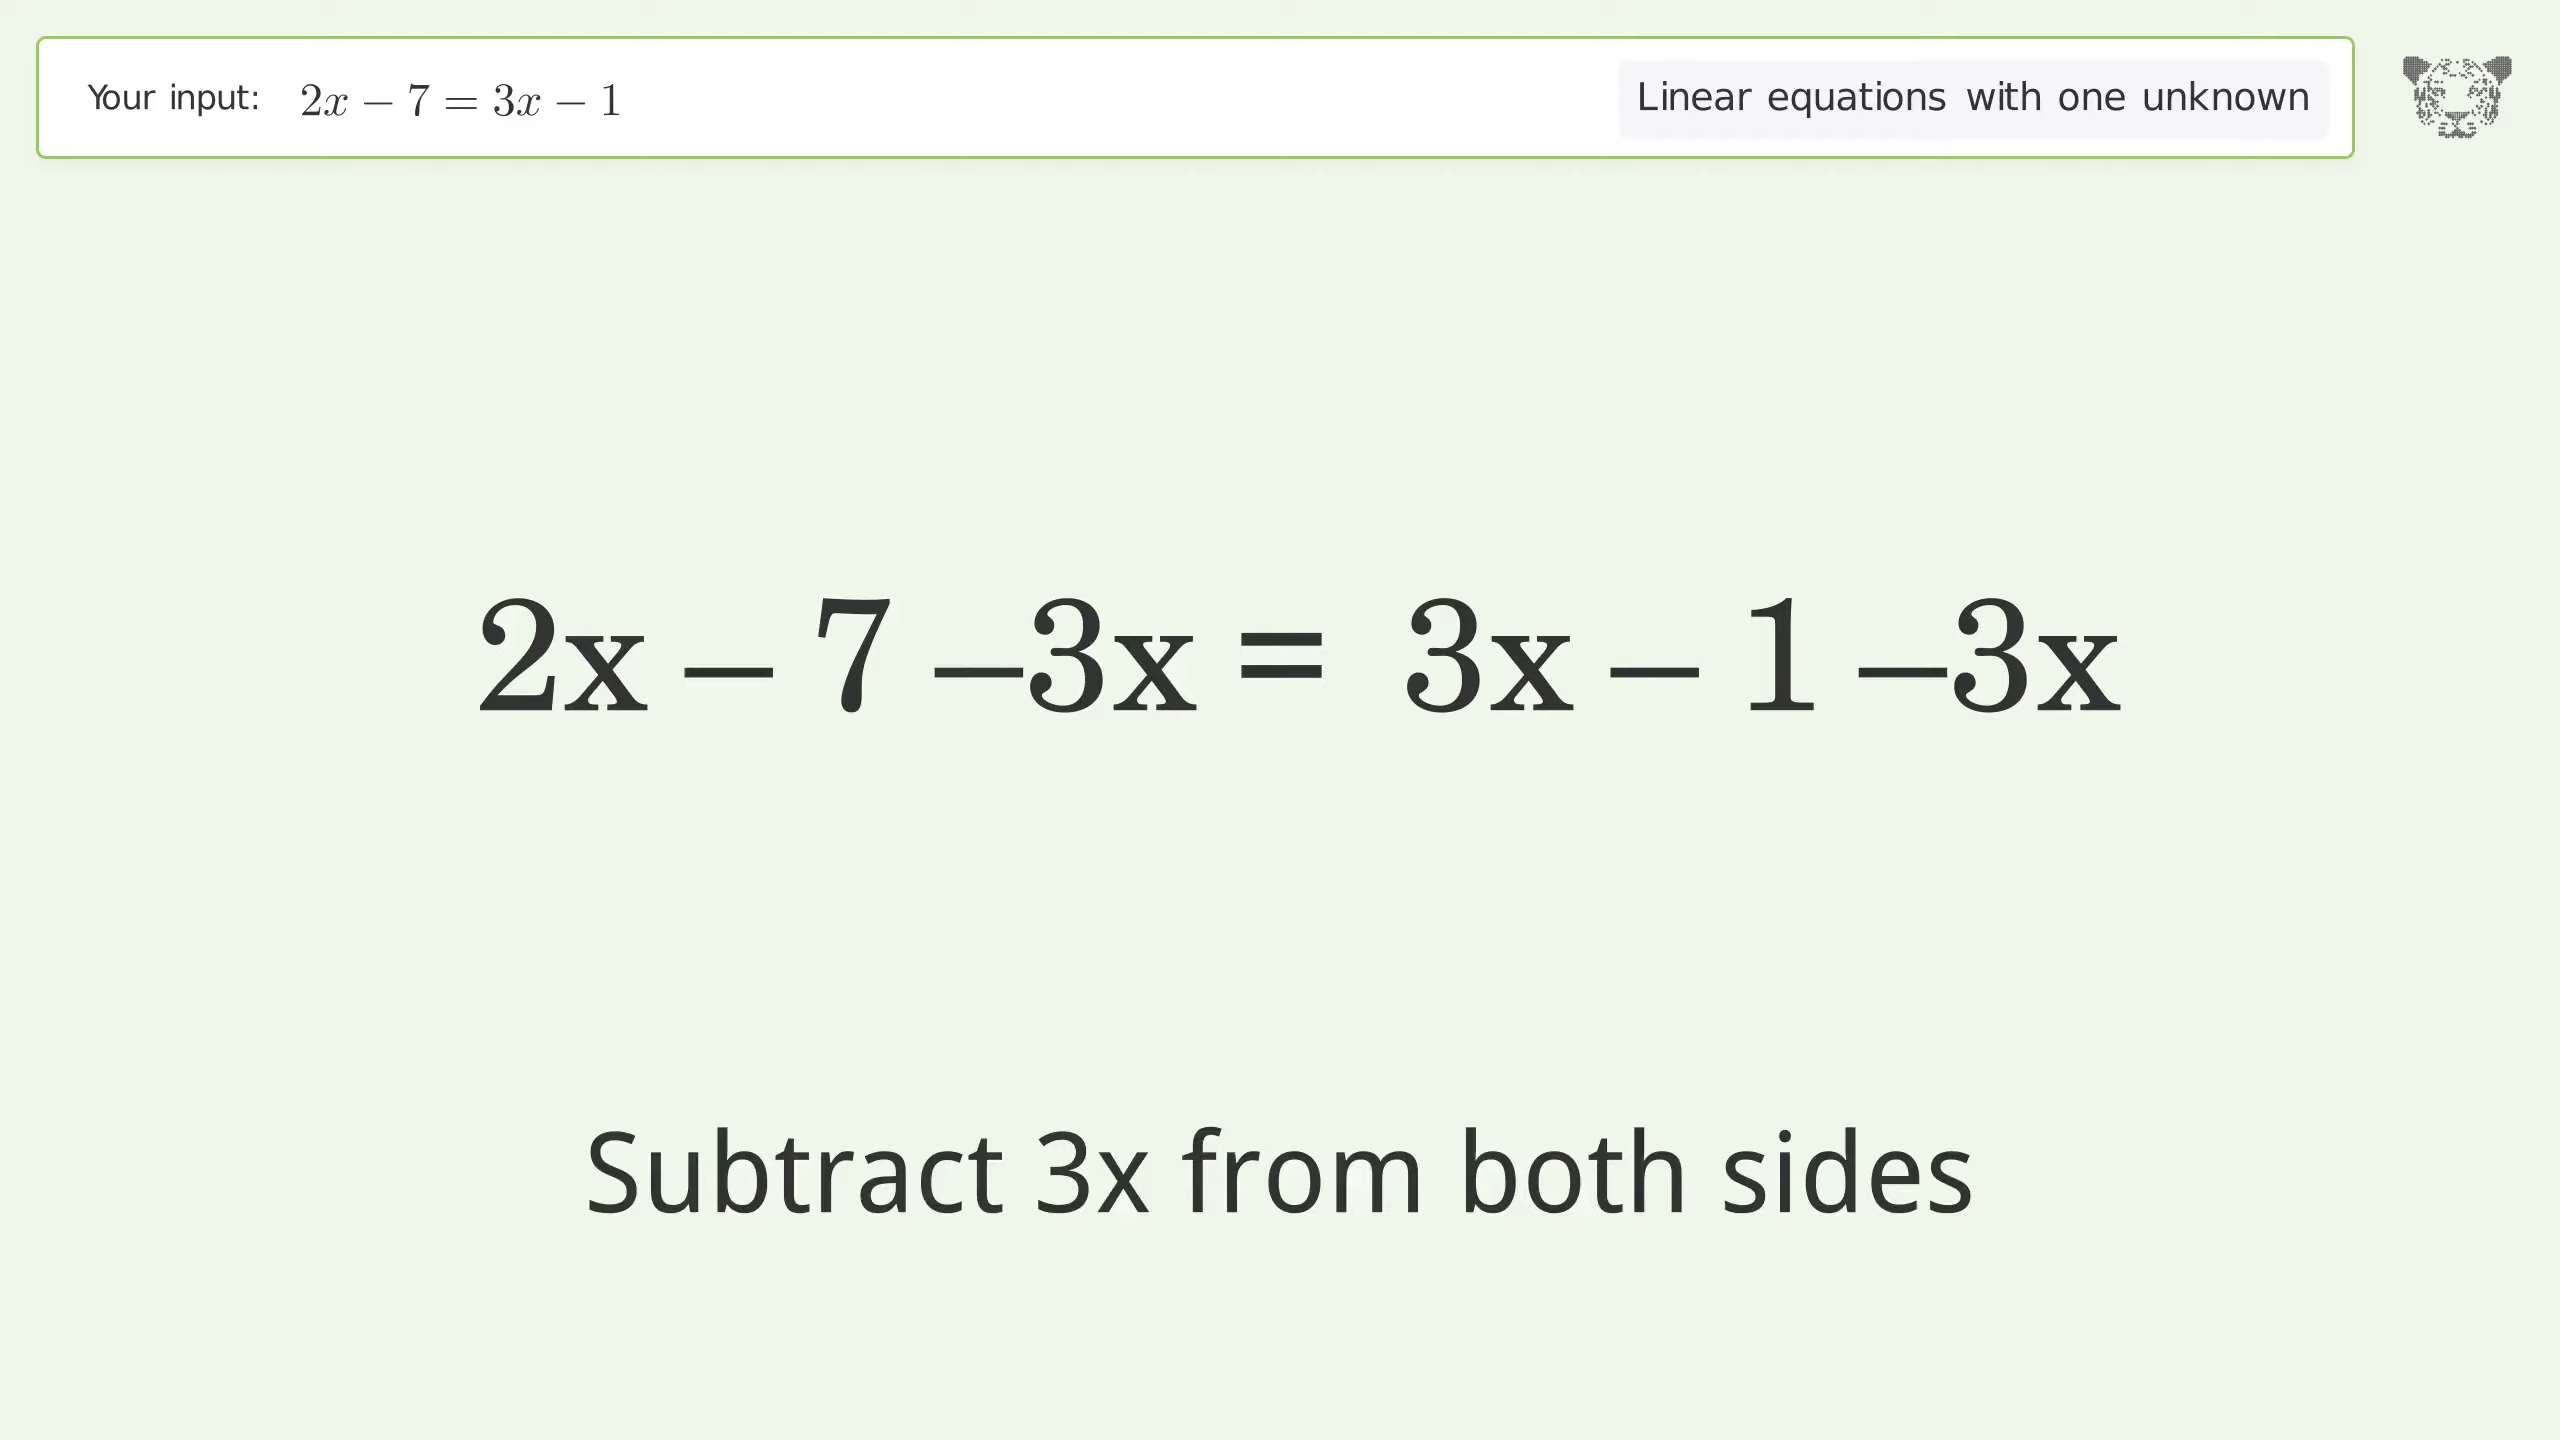 Your input: 2x − 7 = 3x − 1 Linear equations with one unknown
2x – 7 –3x = 3x – 1 –3x
Subtract 3x from both sides